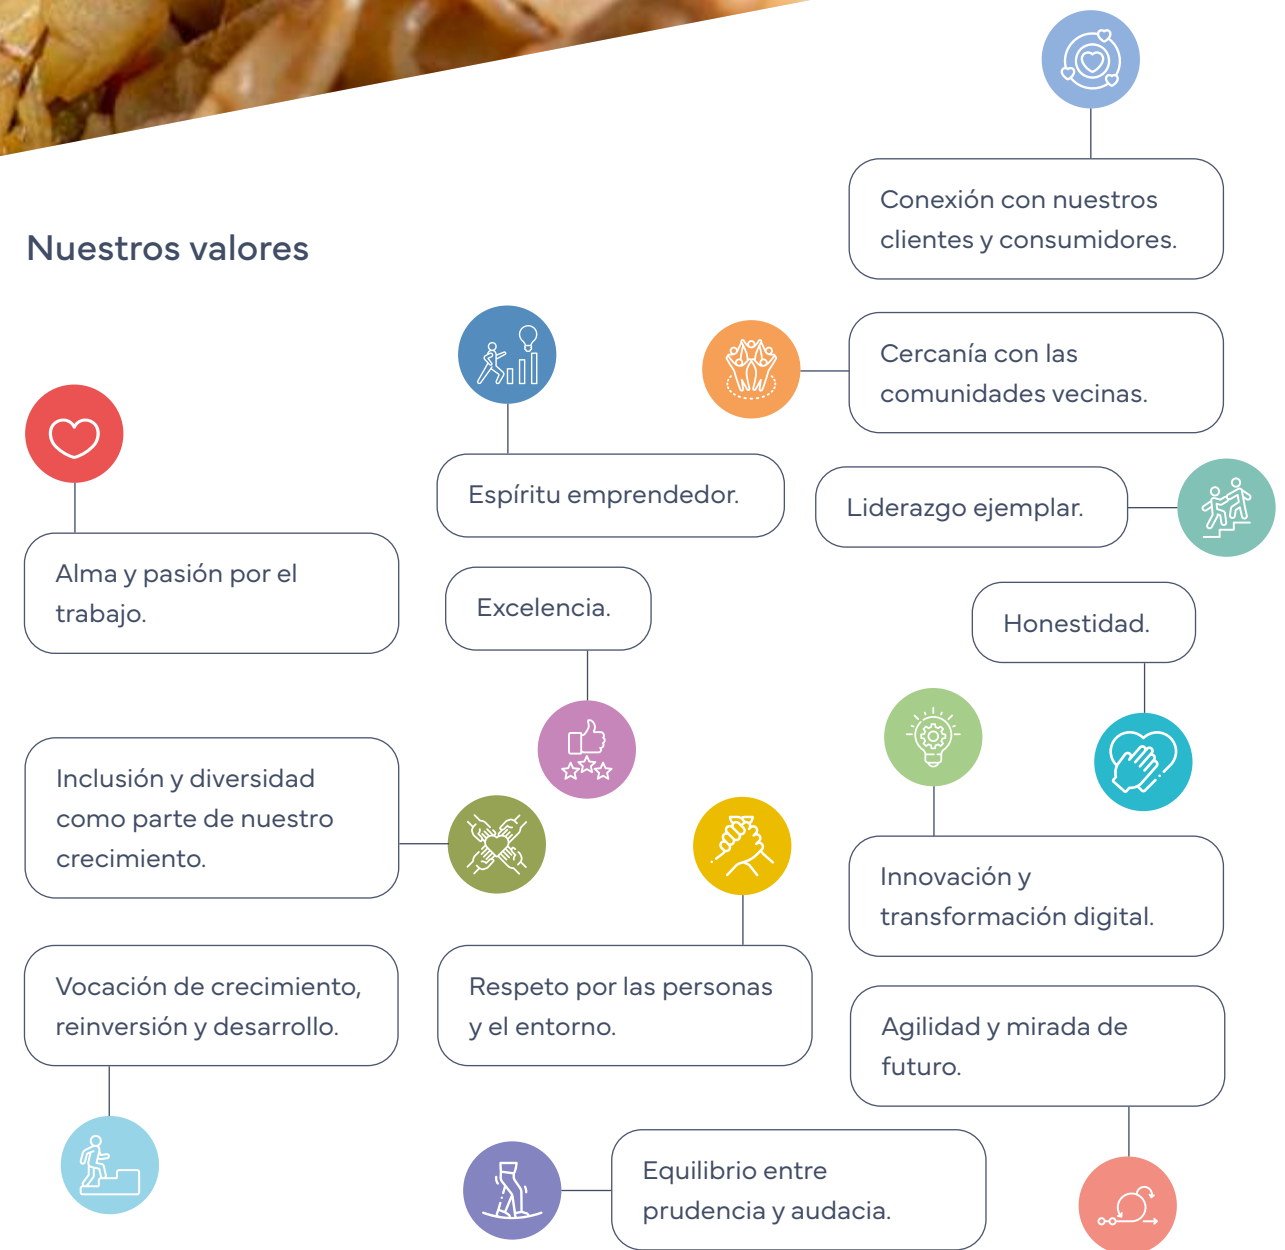 Nuestros valores
Conexión con nuestros
clientes y consumidores.
Cercanía con las
comunidades vecinas.
Espíritu emprendedor.
Liderazgo ejemplar.
Alma y pasión por el
trabajo.
Excelencia.
Honestidad.
Inclusión y diversidad
como parte de nuestro
crecimiento.
Innovación y
transformación digital.
Vocación de crecimiento,
reinversión y desarrollo.
Respeto por las personas
y el entorno.
Agilidad y mirada de
futuro.
Equilibrio entre
prudencia y audacia.